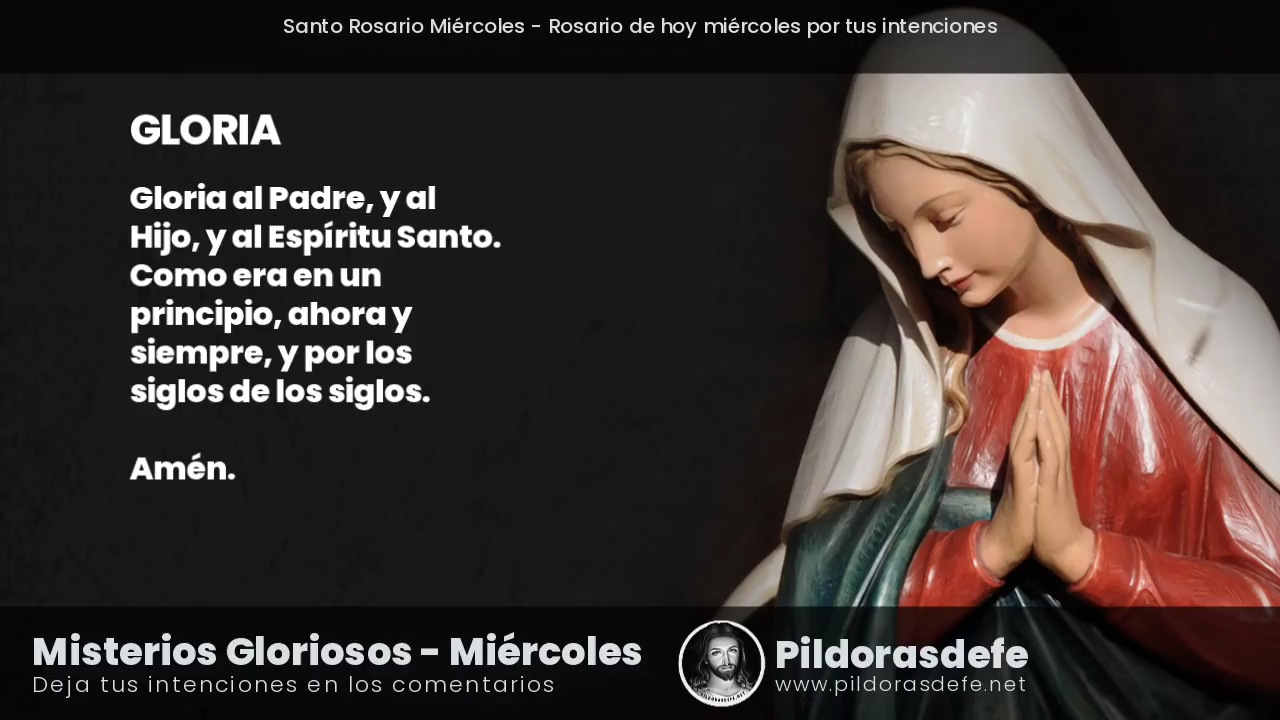 Santo Rosario Miércoles - Rosario de hoy miércoles por tus intenciones
GLORIA
Gloria al Padre, y al
Hijo, y al Espíritu Santo.
Como era en un
principio, ahora y
siempre, y por los
siglos de los siglos.
Amén.
Misterios Gloriosos - Miércoles
Deja tus intenciones en los comentarios
Pildorasdefe
www.pildorasdefe.net